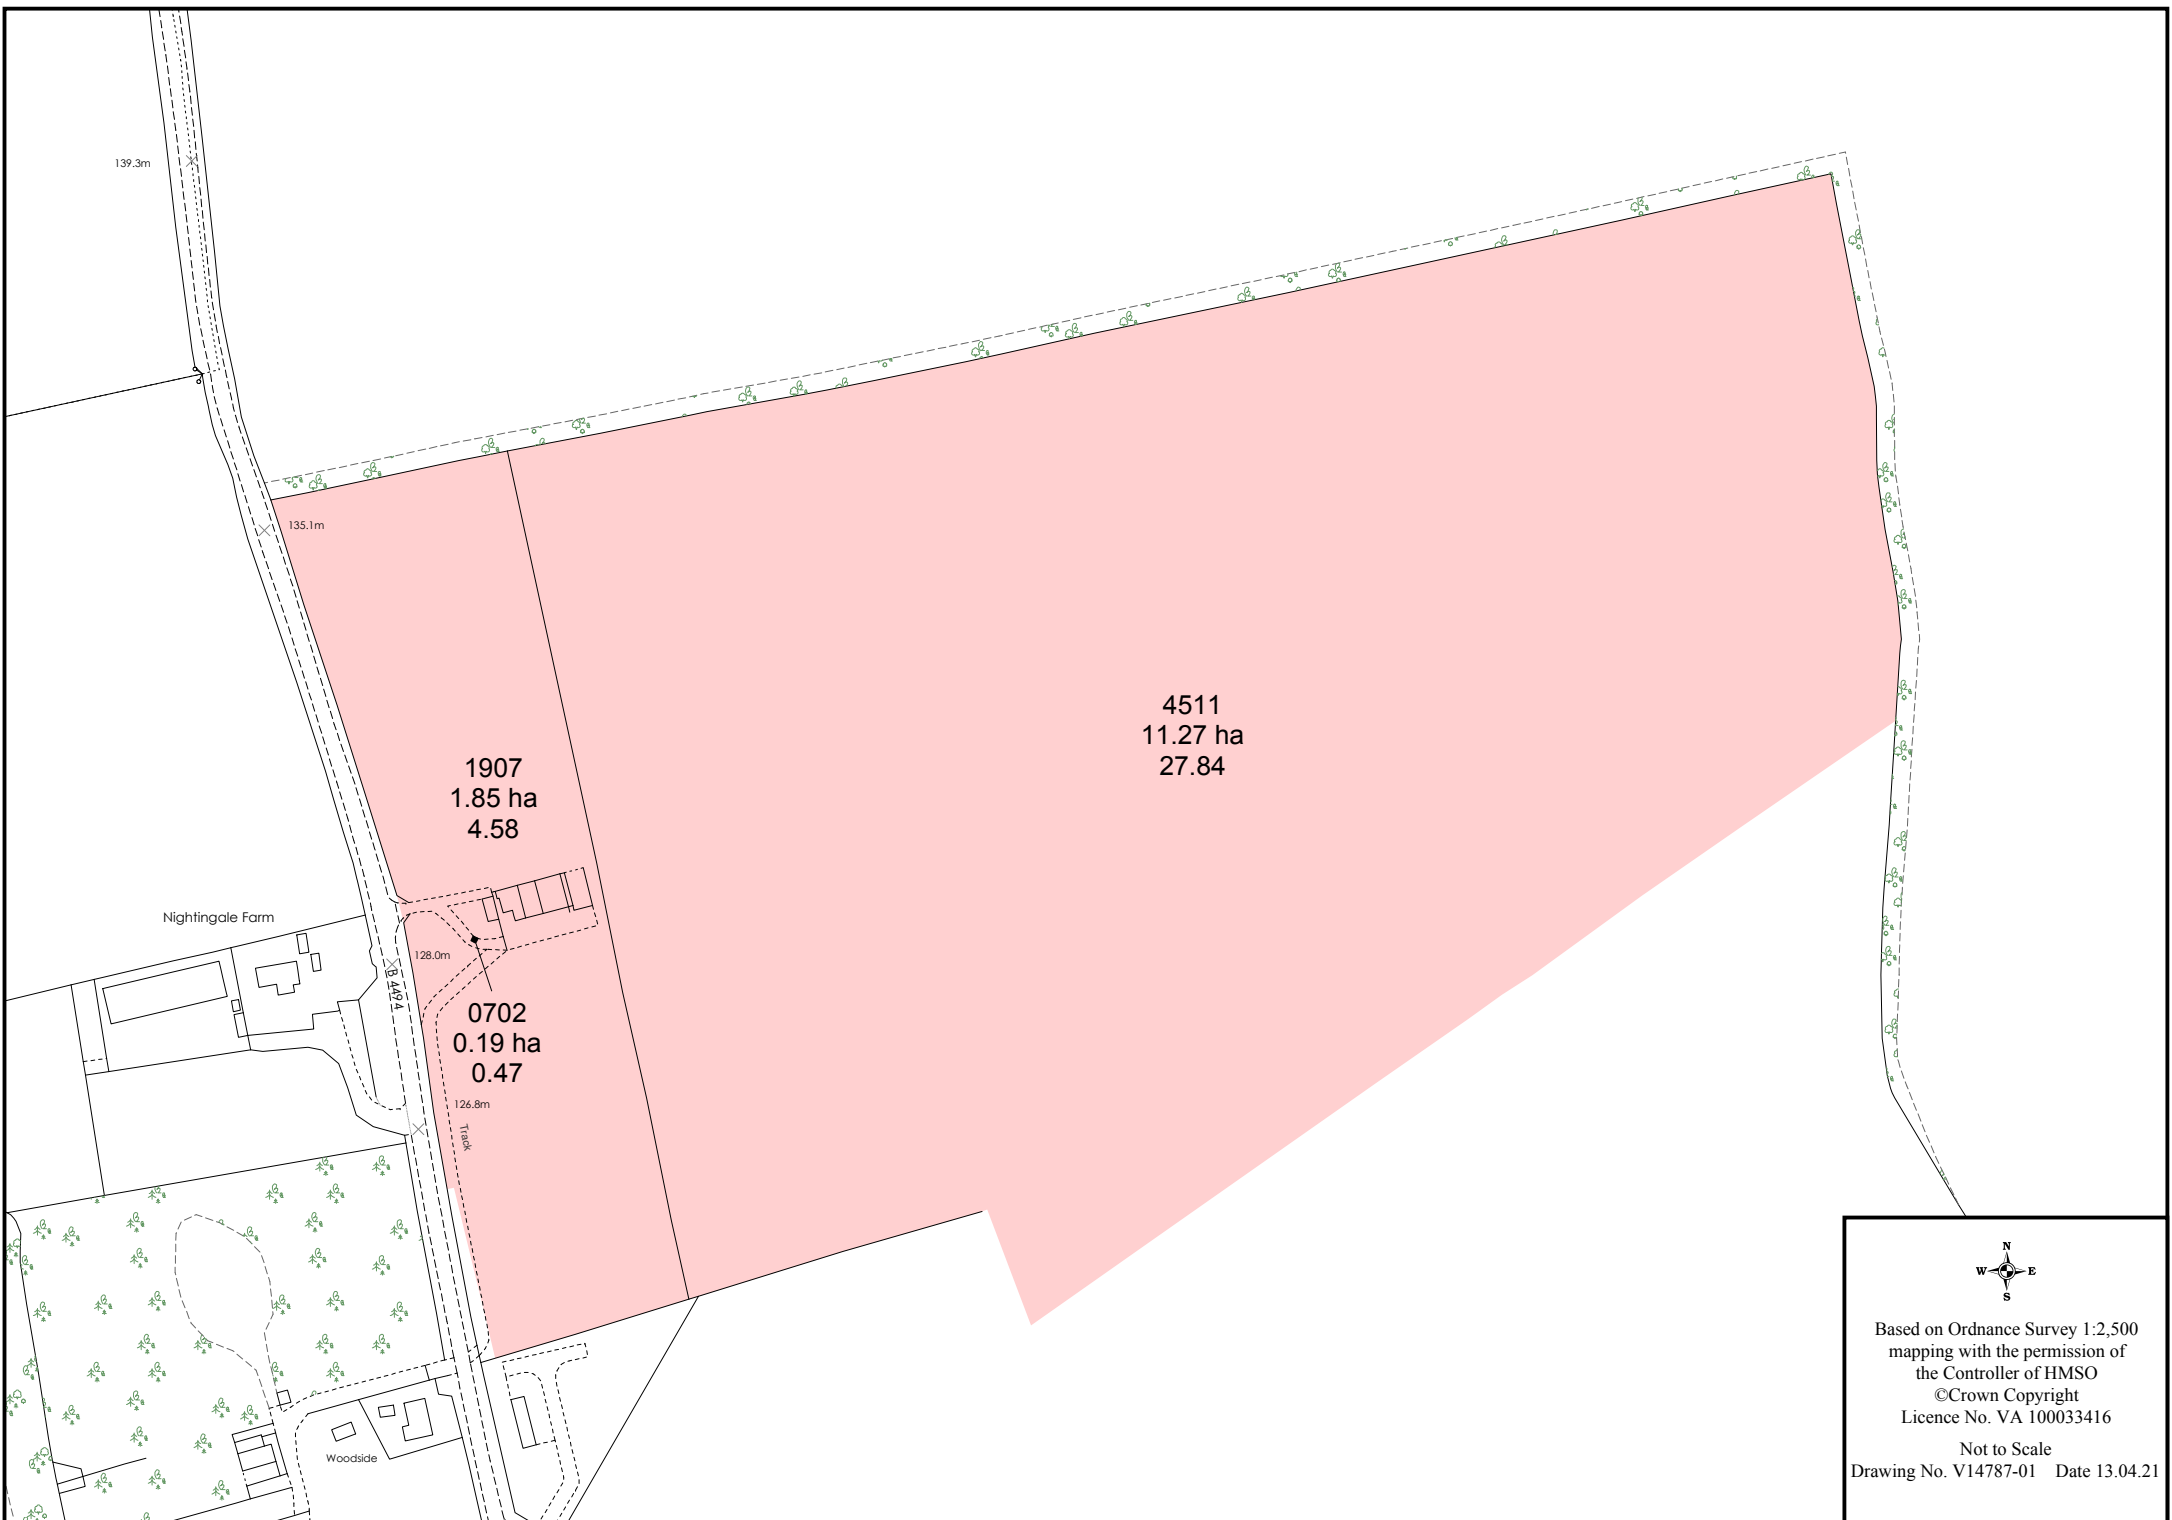 139.3m
135.1m
4511
11.27 ha
27.84
1907
1.85 ha
4.58
Nightingale Farm
128.0m
B 4494
0702
0.19 ha
0.47
126.8m
Track
Woodside
N
W E
S
Based on Ordnance Survey 1:2,500
mapping with the permission of
the Controller of HMSO
©Crown Copyright
Licence No. VA 100033416
Not to Scale
Drawing No. V14787-01 Date 13.04.21